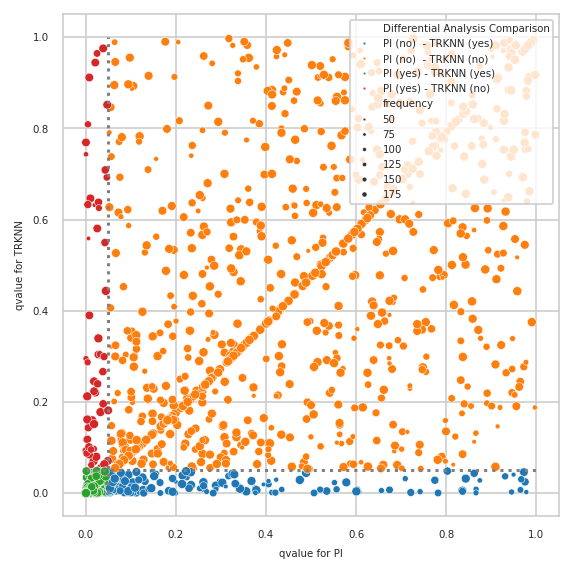 Differential Analysis Comparison
PI (no)  - TRKNN (yes)
PI (no)  - TRKNN (no)
PI (yes) - TRKNN (yes)
PI (yes) - TRKNN (no)
frequency
50
75
100
125
150
175
1.0
0.8
0.6
0.4
0.2
0.0
qvalue for TRKNN
0.0 0.2 0.4 0.6 0.8 1.0
qvalue for PI